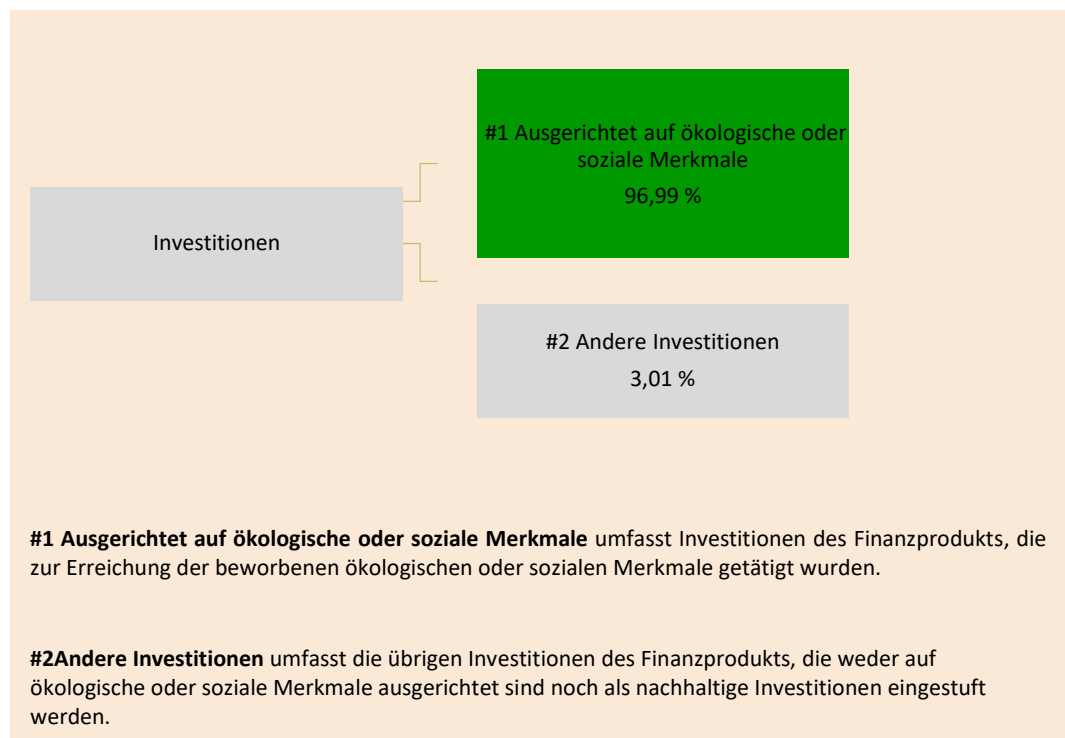 #1 Ausgerichtet auf ökologische oder
soziale Merkmale
96,99 %
Investitionen
#2 Andere Investitionen
3,01 %
#1 Ausgerichtet auf ökologische oder soziale Merkmale umfasst Investitionen des Finanzprodukts, die
zur Erreichung der beworbenen ökologischen oder sozialen Merkmale getätigt wurden.
#2Andere Investitionen umfasst die übrigen Investitionen des Finanzprodukts, die weder auf
ökologische oder soziale Merkmale ausgerichtet sind noch als nachhaltige Investitionen eingestuft
werden.